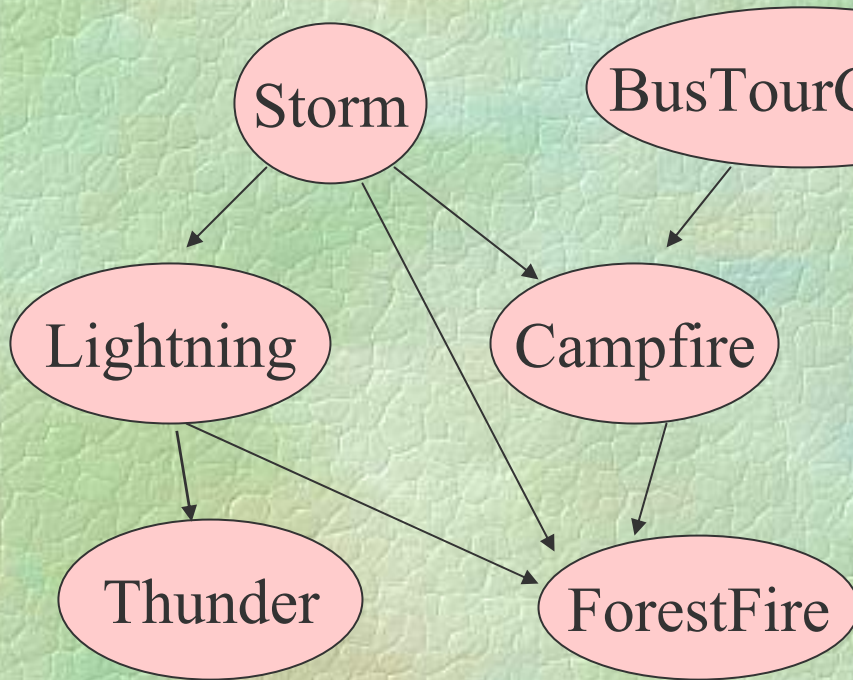 Storm
BusTour
Lightning
Campfire
Thunder
ForestFire